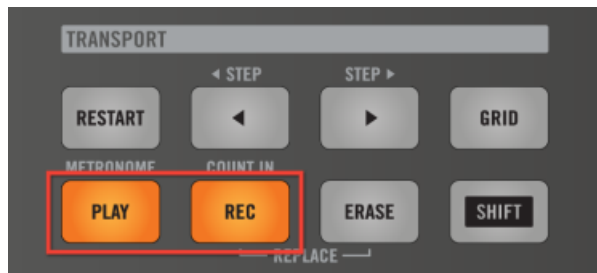 TRANSPORT
◄ STEP STEP ►
RESTART ◄ ► GRID
METRONOME COUNT IN
PLAY REC ERASE SHIFT
REPLACE